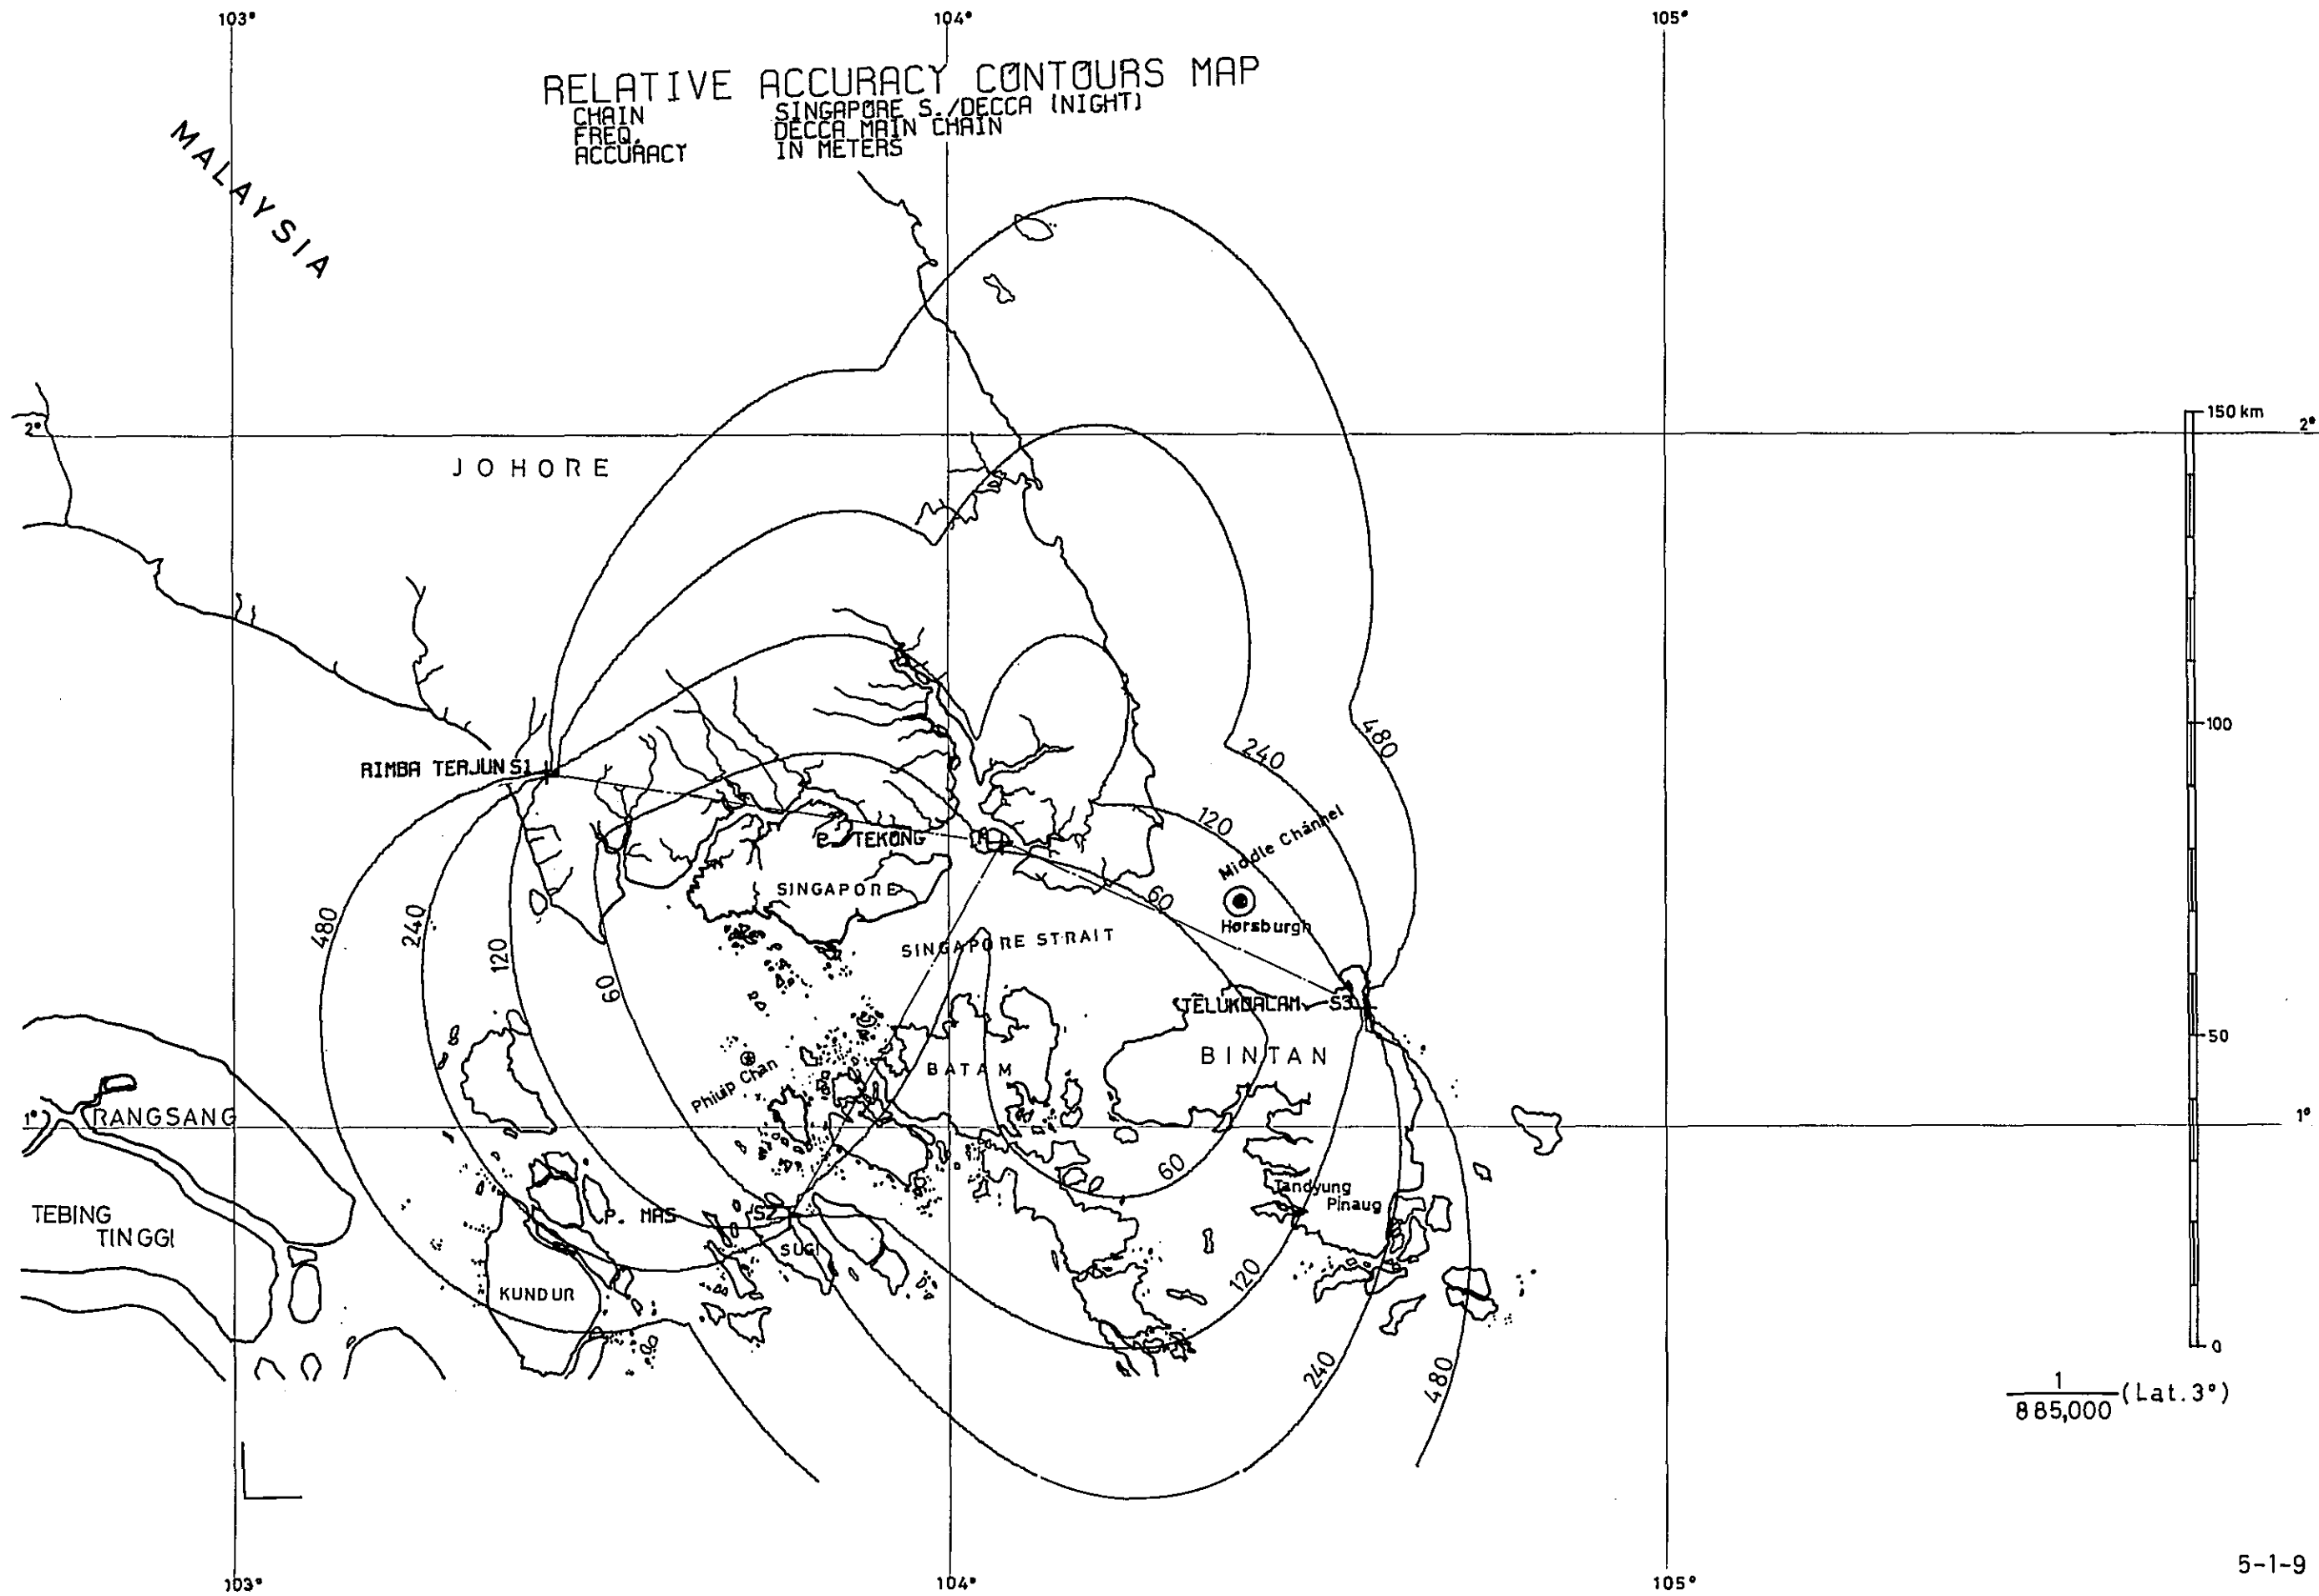 103°
104°
105°
RELATIVE ACCURACY CONTOURS MAP
CHAIN SINGAPORE S./DECCA (NIGHT)
FREQ. DECCA MAIN CHAIN
ACCURACY IN METERS
MALAYSIA
150 km
2°
2°
JOHORE
100
480
240
RIMBA TERJUN S1
120
Middle Channel
P. TEKONG
SINGAPORE
60
480
240
120
Horsburgh
SINGAPORE STRAIT
60
TELUKDALAM S3
50
BINTAN
BATAM
Phiuip Chan
1°
RANGSANG
1°
60
Tandyung
Pinaug
TEBING
TINGGI
P. MAS
S2
SUGI
120
KUNDUR
0
240
480
1
885,000 (Lat. 3°)
5-1-9
103°
104°
105°